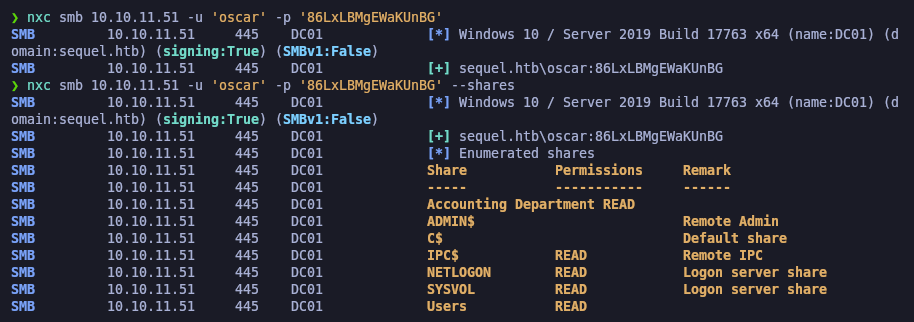 ❯ nxc smb 10.10.11.51 -u 'oscar' -p '86LxLBMgEWaKUnBG'
SMB         10.10.11.51     445    DC01             [*] Windows 10 / Server 2019 Build 17763 x64 (name:DC01) (d
omain:sequel.htb) (signing:True) (SMBv1:False)
SMB         10.10.11.51     445    DC01             [+] sequel.htb\oscar:86LxLBMgEWaKUnBG
❯ nxc smb 10.10.11.51 -u 'oscar' -p '86LxLBMgEWaKUnBG' --shares
SMB         10.10.11.51     445    DC01             [*] Windows 10 / Server 2019 Build 17763 x64 (name:DC01) (d
omain:sequel.htb) (signing:True) (SMBv1:False)
SMB         10.10.11.51     445    DC01             [+] sequel.htb\oscar:86LxLBMgEWaKUnBG
SMB         10.10.11.51     445    DC01             [*] Enumerated shares
SMB         10.10.11.51     445    DC01             Share           Permissions     Remark
SMB         10.10.11.51     445    DC01             -----           -----------     ------
SMB         10.10.11.51     445    DC01             Accounting Department READ
SMB         10.10.11.51     445    DC01             ADMIN$                          Remote Admin
SMB         10.10.11.51     445    DC01             C$                              Default share
SMB         10.10.11.51     445    DC01             IPC$            READ            Remote IPC
SMB         10.10.11.51     445    DC01             NETLOGON        READ            Logon server share
SMB         10.10.11.51     445    DC01             SYSVOL          READ            Logon server share
SMB         10.10.11.51     445    DC01             Users           READ